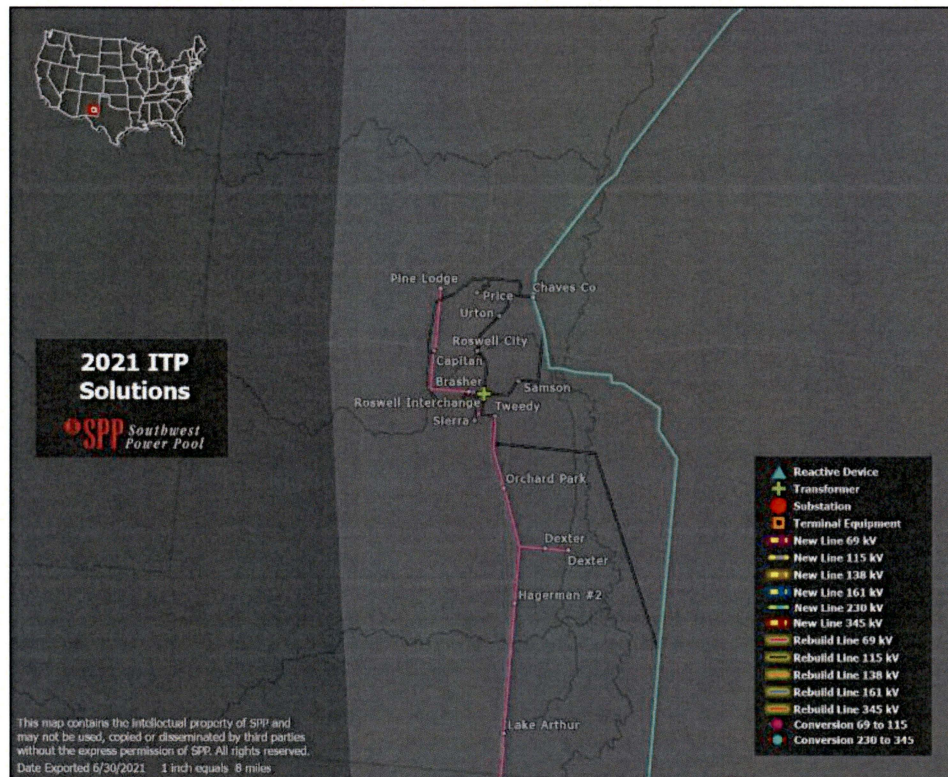 Pine Lodge
Price
Chaves Co
Urton
Roswell City
Capitan
Brasher
Samson
Roswell Interchange
Tweedy
Sierra
Orchard Park
Dexter
Dexter
Hagerman #2
Lake Arthur
2021 ITP
Solutions
SPP Southwest
Power Pool
Reactive Device
Transformer
Substation
Terminal Equipment
New Line 69 kV
New Line 115 kV
New Line 138 kV
New Line 161 kV
New Line 230 kV
New Line 345 kV
Rebuild Line 69 kV
Rebuild Line 115 kV
Rebuild Line 138 kV
Rebuild Line 161 kV
Rebuild Line 345 kV
Conversion 69 to 115
Conversion 230 to 345
This map contains the intellectual property of SPP and
may not be used, copied or disseminated by third parties
without the express permission of SPP. All rights reserved.
Date Exported 6/30/2021 1 inch equals 8 miles